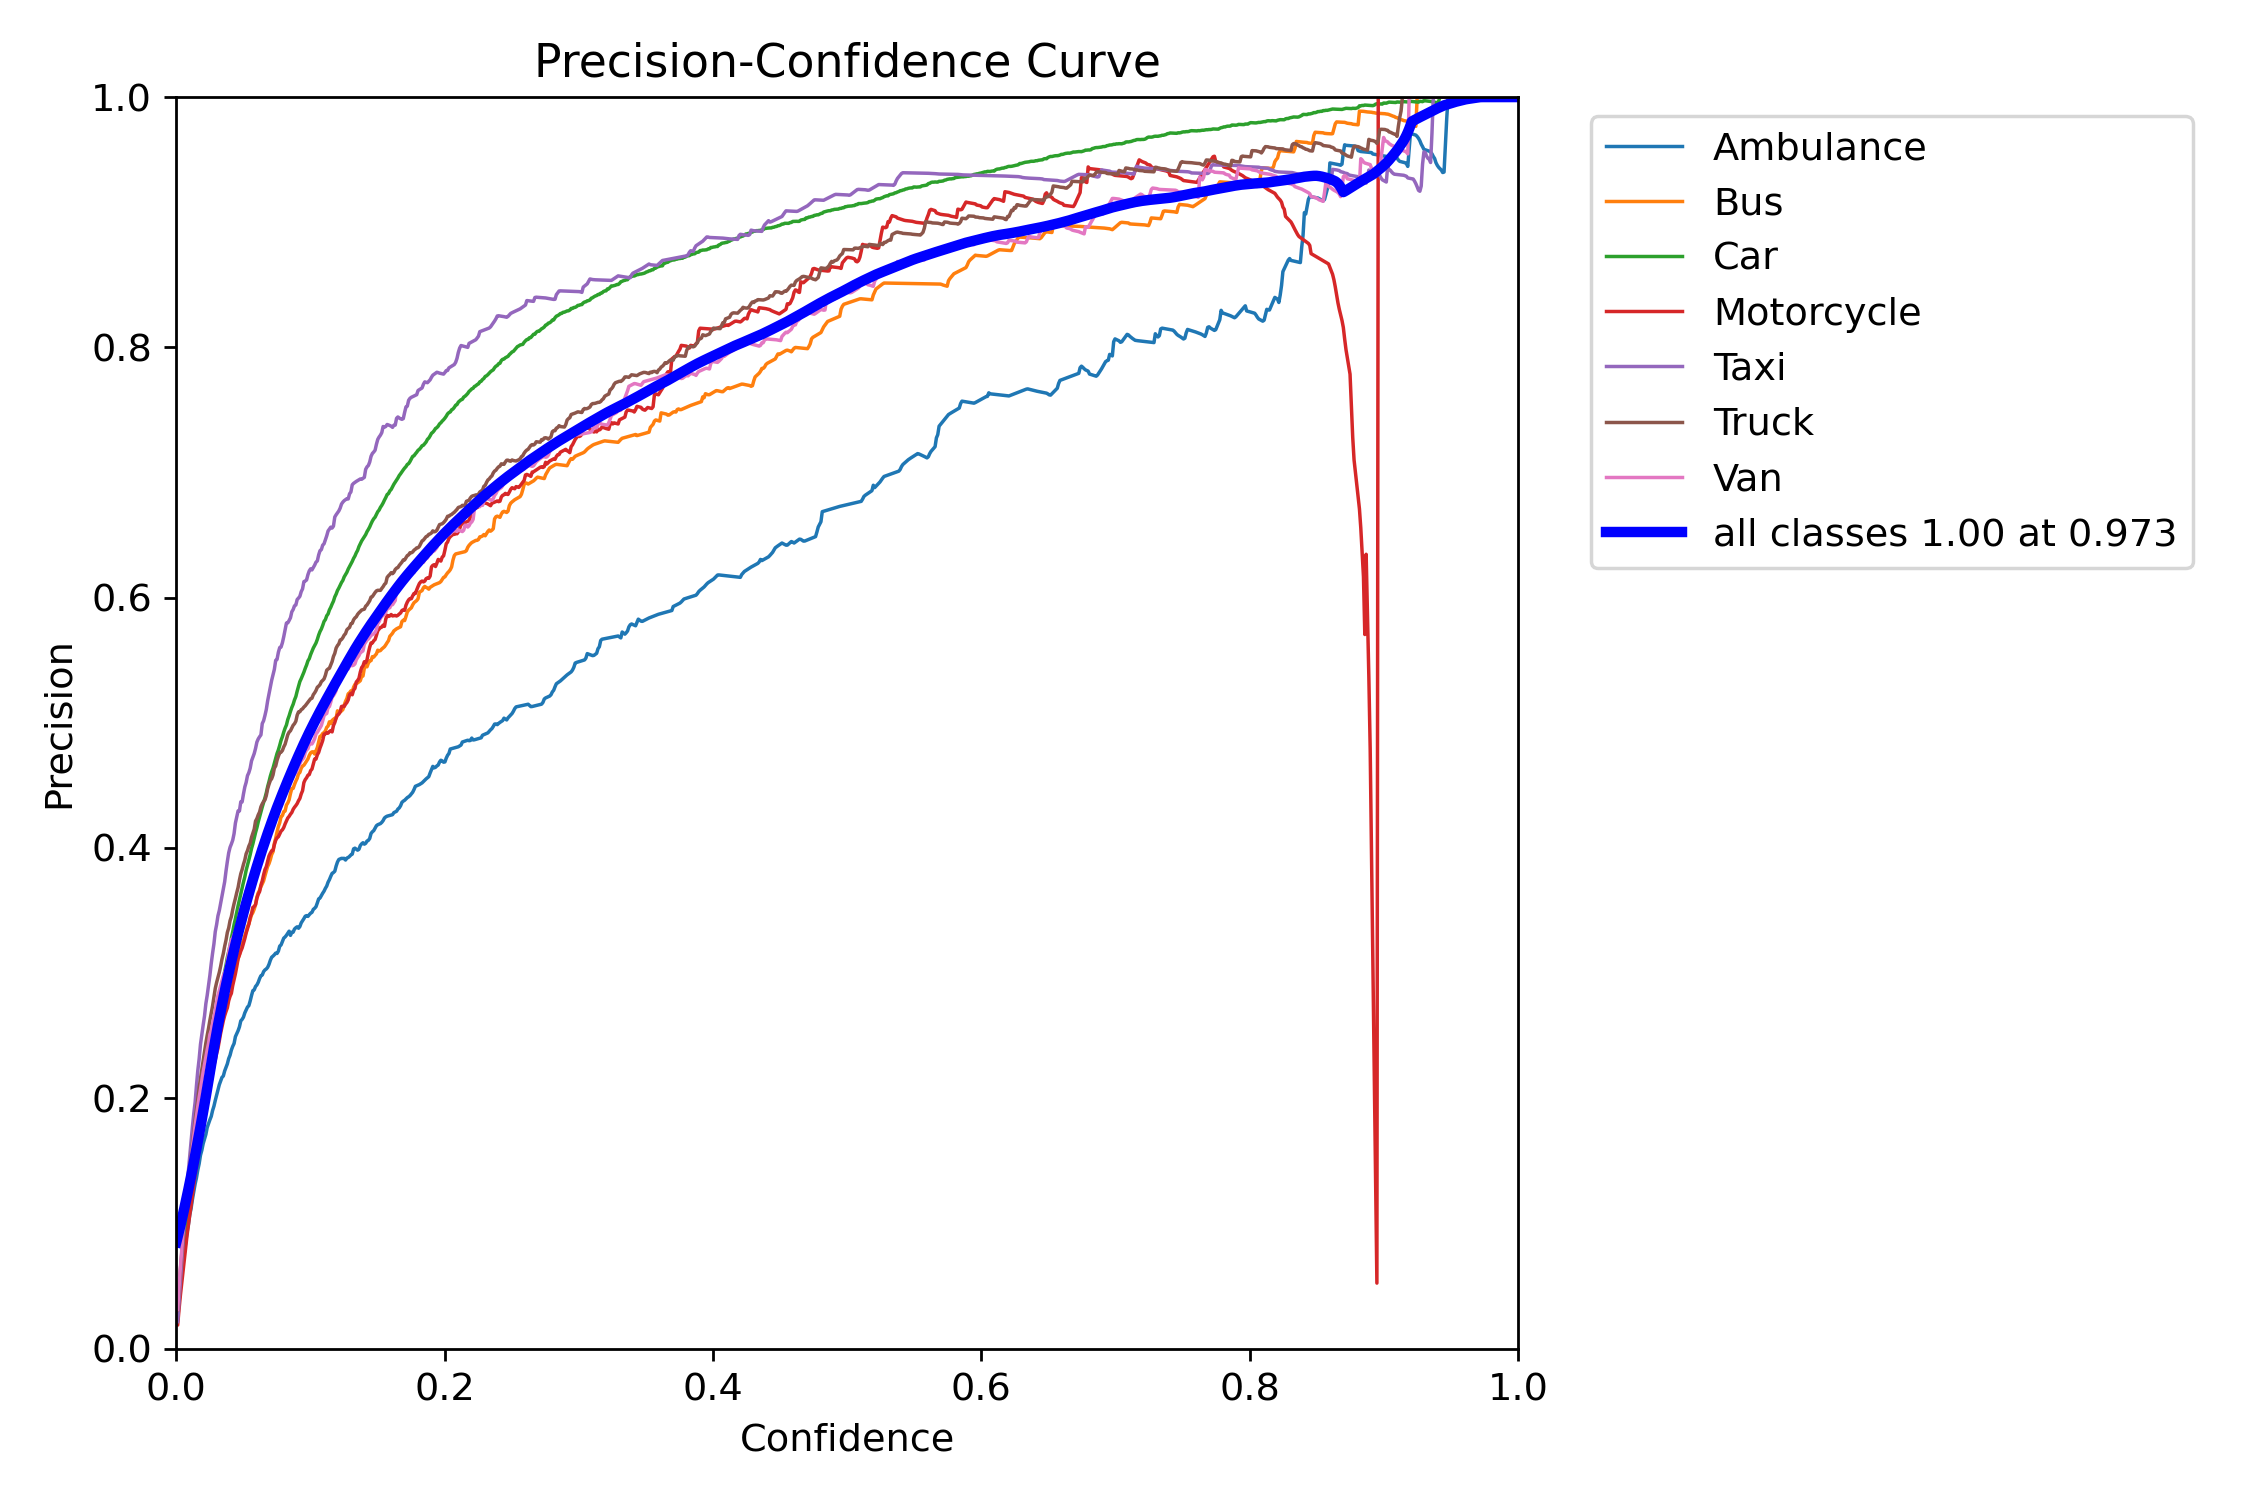 Precision-Confidence Curve
1.0
0.8
0.6
0.4
0.2
0.0
Precision
0.0 0.2 0.4 0.6 0.8 1.0
Confidence
Ambulance
Bus
Car
Motorcycle
Taxi
Truck
Van
all classes 1.00 at 0.973